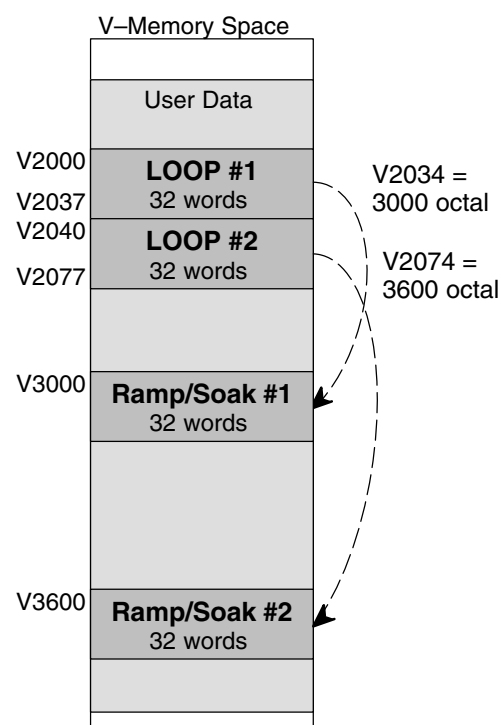 V–Memory Space
User Data
V2000
LOOP #1
V2034 =
3000 octal
V2037
32 words
V2040
LOOP #2
V2074 =
3600 octal
V2077
32 words
V3000
Ramp/Soak #1
32 words
V3600
Ramp/Soak #2
32 words